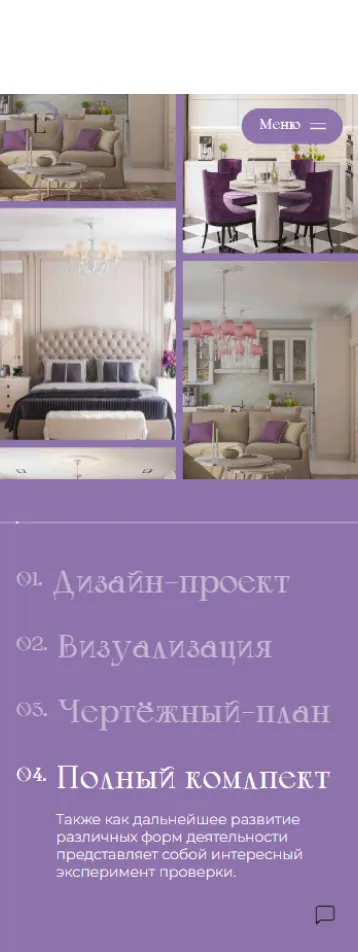 L
Меню
01. Дизайн-проект
02. Визуализация
03. Чертёжный-план
04. Полный комплект
Также как дальнейшее развитие
различных форм деятельности
представляет собой интересный
эксперимент проверки.